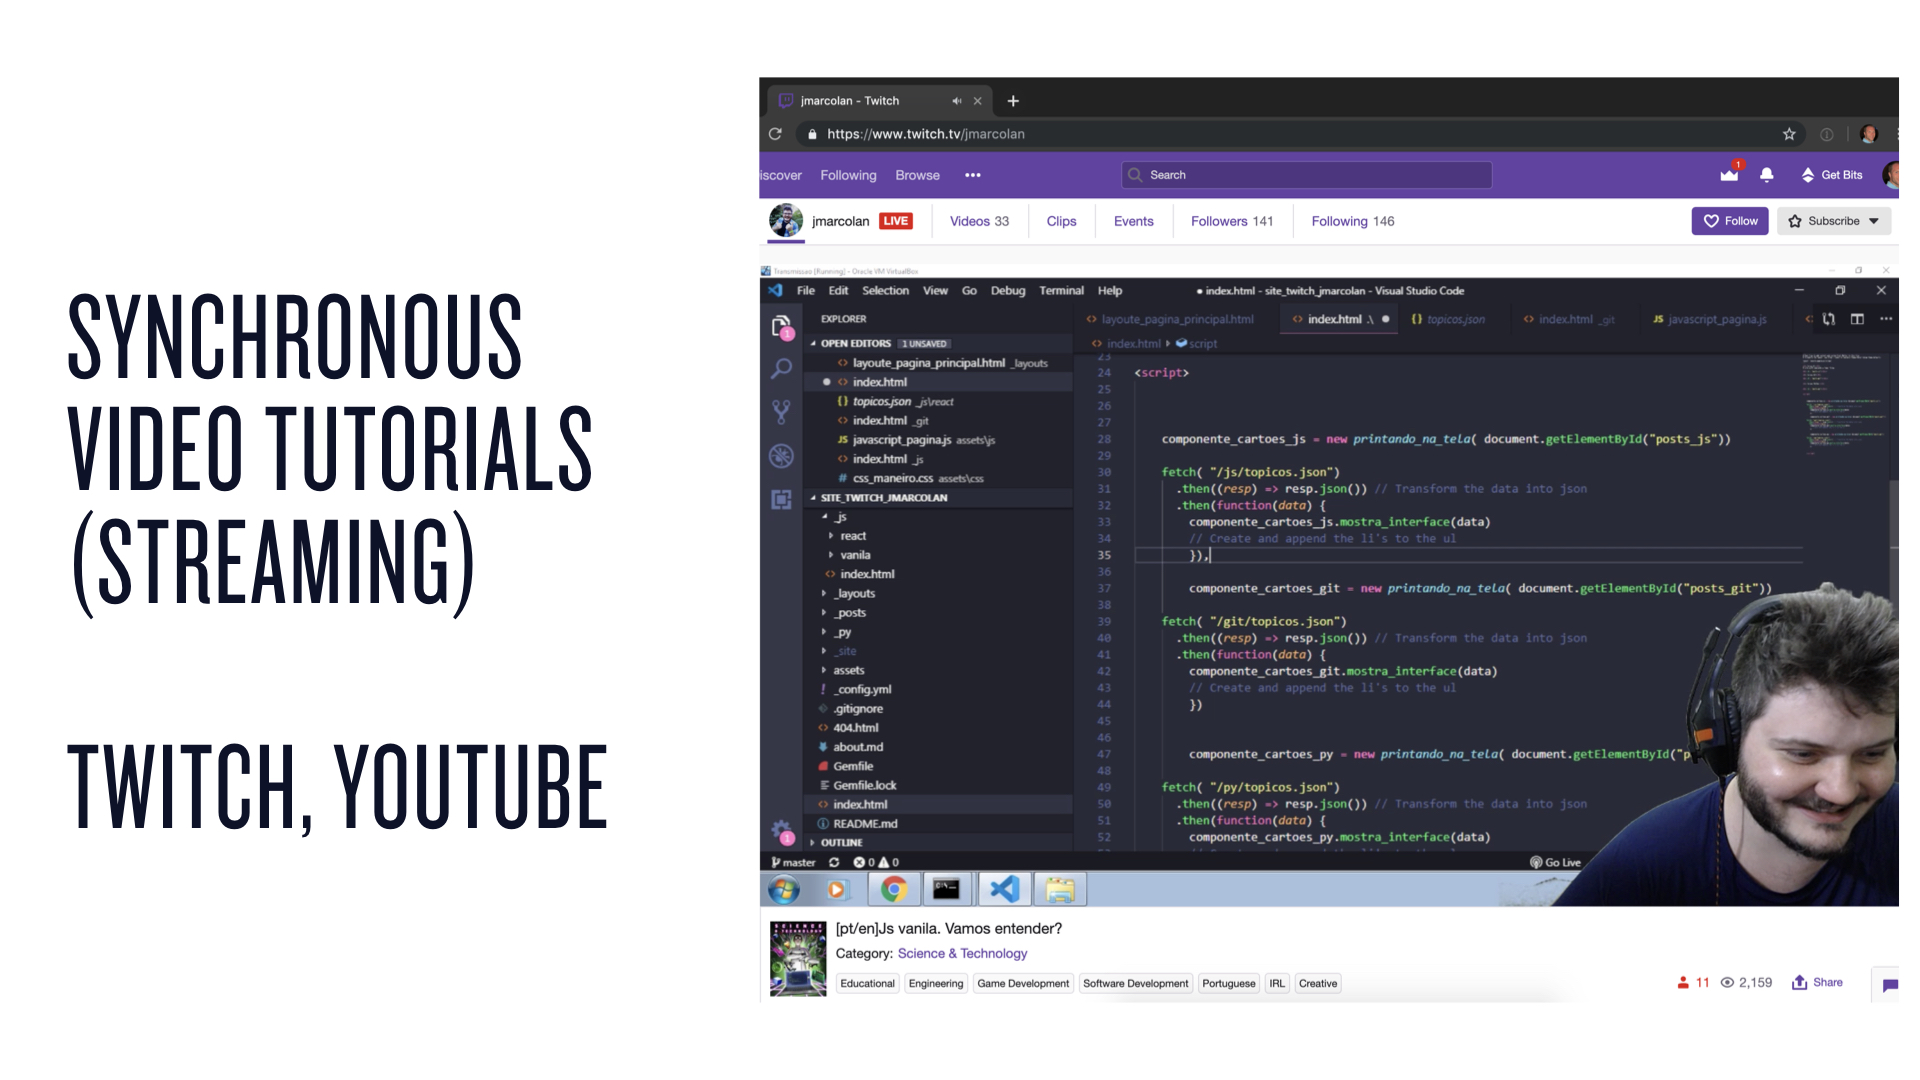 SYNCHRONOUS
VIDEO TUTORIALS
(STREAMING)
TWITCH, YOUTUBE
jmarcolan - Twitch
https://www.twitch.tv/jmarcolan
iscover Following Browse ••• Search 1 Get Bits
jmarcolan LIVE Videos 33 Clips Events Followers 141 Following 146 Follow Subscribe
Transmissao [Running] - Oracle VM VirtualBox
File Edit Selection View Go Debug Terminal Help ● index.html - site_twitch_jmarcolan - Visual Studio Code
EXPLORER
OPEN EDITORS 1 UNSAVED
layoute_pagina_principal.html _layouts
index.html
topicos.json _js\react
index.html _git
javascript_pagina.js assets\js
index.html _js
css_maneiro.css assets\css
SITE_TWITCH_JMARCOLAN
_js
react
vanila
index.html
_layouts
_posts
_py
_site
assets
_config.yml
.gitignore
404.html
about.md
Gemfile
Gemfile.lock
index.html
README.md
OUTLINE
1
1
layoute_pagina_principal.html index.html .\ ● {} topicos.json index.html _git JS javascript_pagina.js
index.html script
23
24 <script>
25
26
27
28 componente_cartoes_js = new printando_na_tela( document.getElementById("posts_js"))
29
30 fetch( "/js/topicos.json")
31 .then((resp) => resp.json()) // Transform the data into json
32 .then(function(data) {
33 componente_cartoes_js.mostra_interface(data)
34 // Create and append the li's to the ul
35 }),
36
37 componente_cartoes_git = new printando_na_tela( document.getElementById("posts_git"))
38
39 fetch( "/git/topicos.json")
40 .then((resp) => resp.json()) // Transform the data into json
41 .then(function(data) {
42 componente_cartoes_git.mostra_interface(data)
43 // Create and append the li's to the ul
44 })
45
46
47 componente_cartoes_py = new printando_na_tela( document.getElementById("p
48
49 fetch( "/py/topicos.json")
50 .then((resp) => resp.json()) // Transform the data into json
51 .then(function(data) {
52 componente_cartoes_py.mostra_interface(data)
master 0 0 Go Live
[pt/en]Js vanila. Vamos entender?
Category: Science & Technology
Educational Engineering Game Development Software Development Portuguese IRL Creative
11 2,159 Share
SCIENCE
& TECHNOLOGY